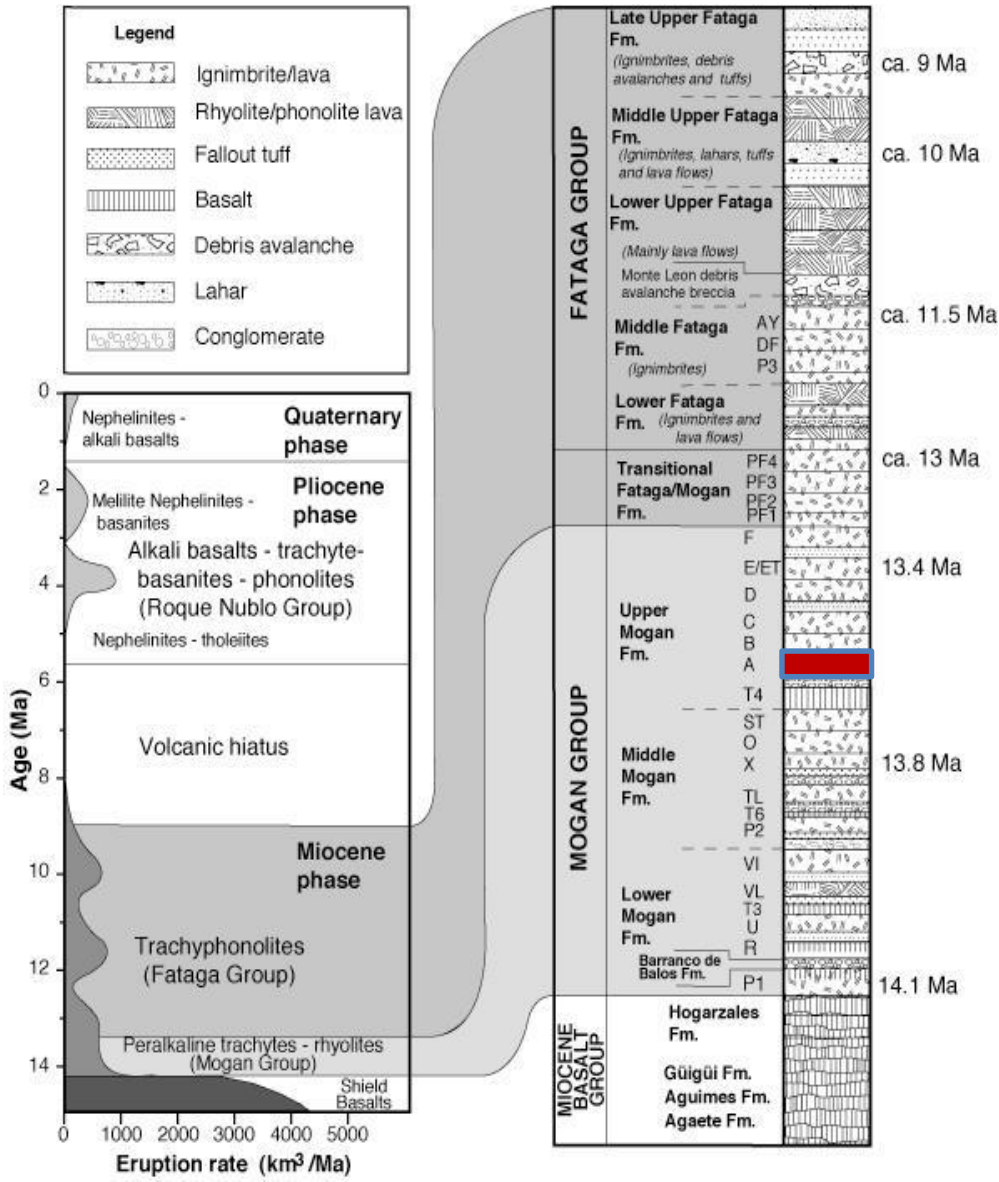 Legend
Ignimbrite/lava
Rhyolite/phonolite lava
Fallout tuff
Basalt
Debris avalanche
Lahar
Conglomerate
0
2
4
6
8
10
12
14
Age (Ma)
Nephelinites -
alkali basalts
Quaternary
phase
Melilite Nephelinites -
basanites
Pliocene
phase
Alkali basalts - trachyte-
basanites - phonolites
(Roque Nublo Group)
Nephelinites - tholeiites
Volcanic hiatus
Miocene
phase
Trachyphonolites
(Fataga Group)
Peralkaline trachytes - rhyolites
(Mogan Group)
Shield
Basalts
0 1000 2000 3000 4000 5000
Eruption rate (km³/Ma)
FATAGA GROUP
Late Upper Fataga
Fm.
(Ignimbrites, debris
avalanches and tuffs)
Middle Upper Fataga
Fm.
(Ignimbrites, lahars, tuffs
and lava flows)
Lower Upper Fataga
Fm.
(Mainly lava flows)
Monte Leon debris
avalanche breccia
Middle Fataga
Fm.
(Ignimbrites)
AY
DF
P3
Lower Fataga
Fm. (Ignimbrites and
lava flows)
Transitional
Fataga/Mogan
Fm.
PF4
PF3
PF2
PF1
MOGAN GROUP
Upper
Mogan
Fm.
F
E/ET
D
C
B
A
T4
Middle
Mogan
Fm.
ST
O
X
TL
T6
P2
Lower
Mogan
Fm.
VI
VL
T3
U
R
Barranco de
Balos Fm.
P1
MIOCENE
BASALT
GROUP
Hogarzales
Fm.
Güigüi Fm.
Aguimes Fm.
Agaete Fm.
ca. 9 Ma
ca. 10 Ma
ca. 11.5 Ma
ca. 13 Ma
13.4 Ma
13.8 Ma
14.1 Ma